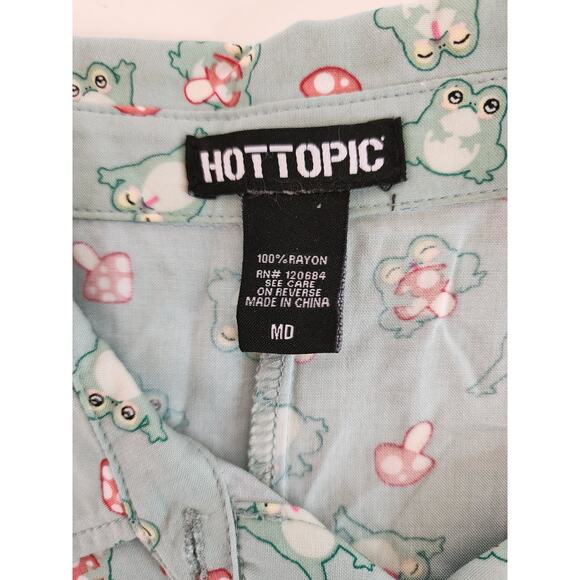 HOTTOPIC
100% RAYON
RN# 120684
SEE CARE
ON REVERSE
MADE IN CHINA
MD